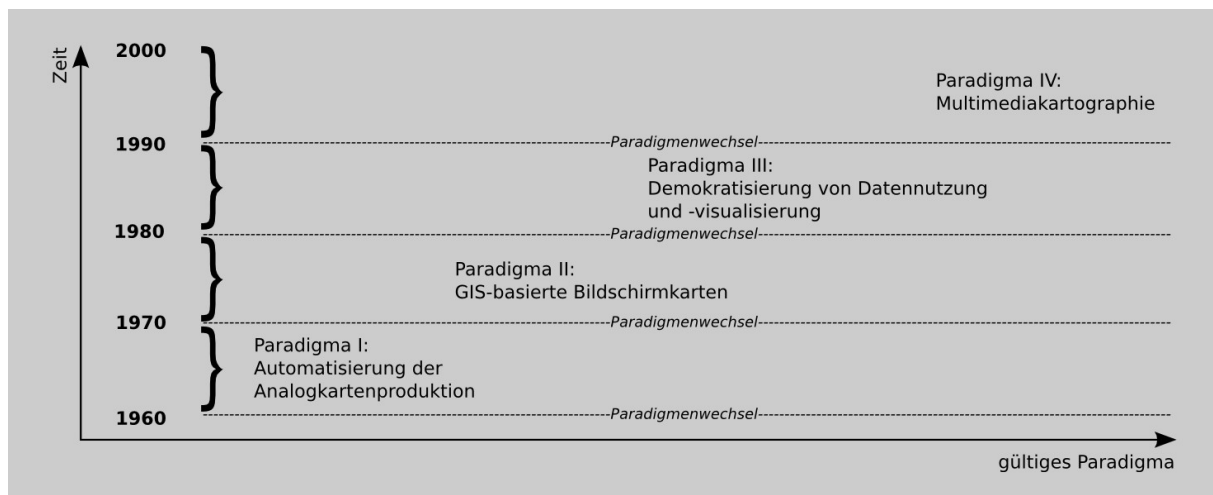 Zeit
2000
Paradigma IV:
Multimediakartographie
1990
Paradigmenwechsel
Paradigma III:
Demokratisierung von Datennutzung
und -visualisierung
1980
Paradigmenwechsel
Paradigma II:
GIS-basierte Bildschirmkarten
1970
Paradigmenwechsel
Paradigma I:
Automatisierung der
Analogkartenproduktion
1960
Paradigmenwechsel
gültiges Paradigma